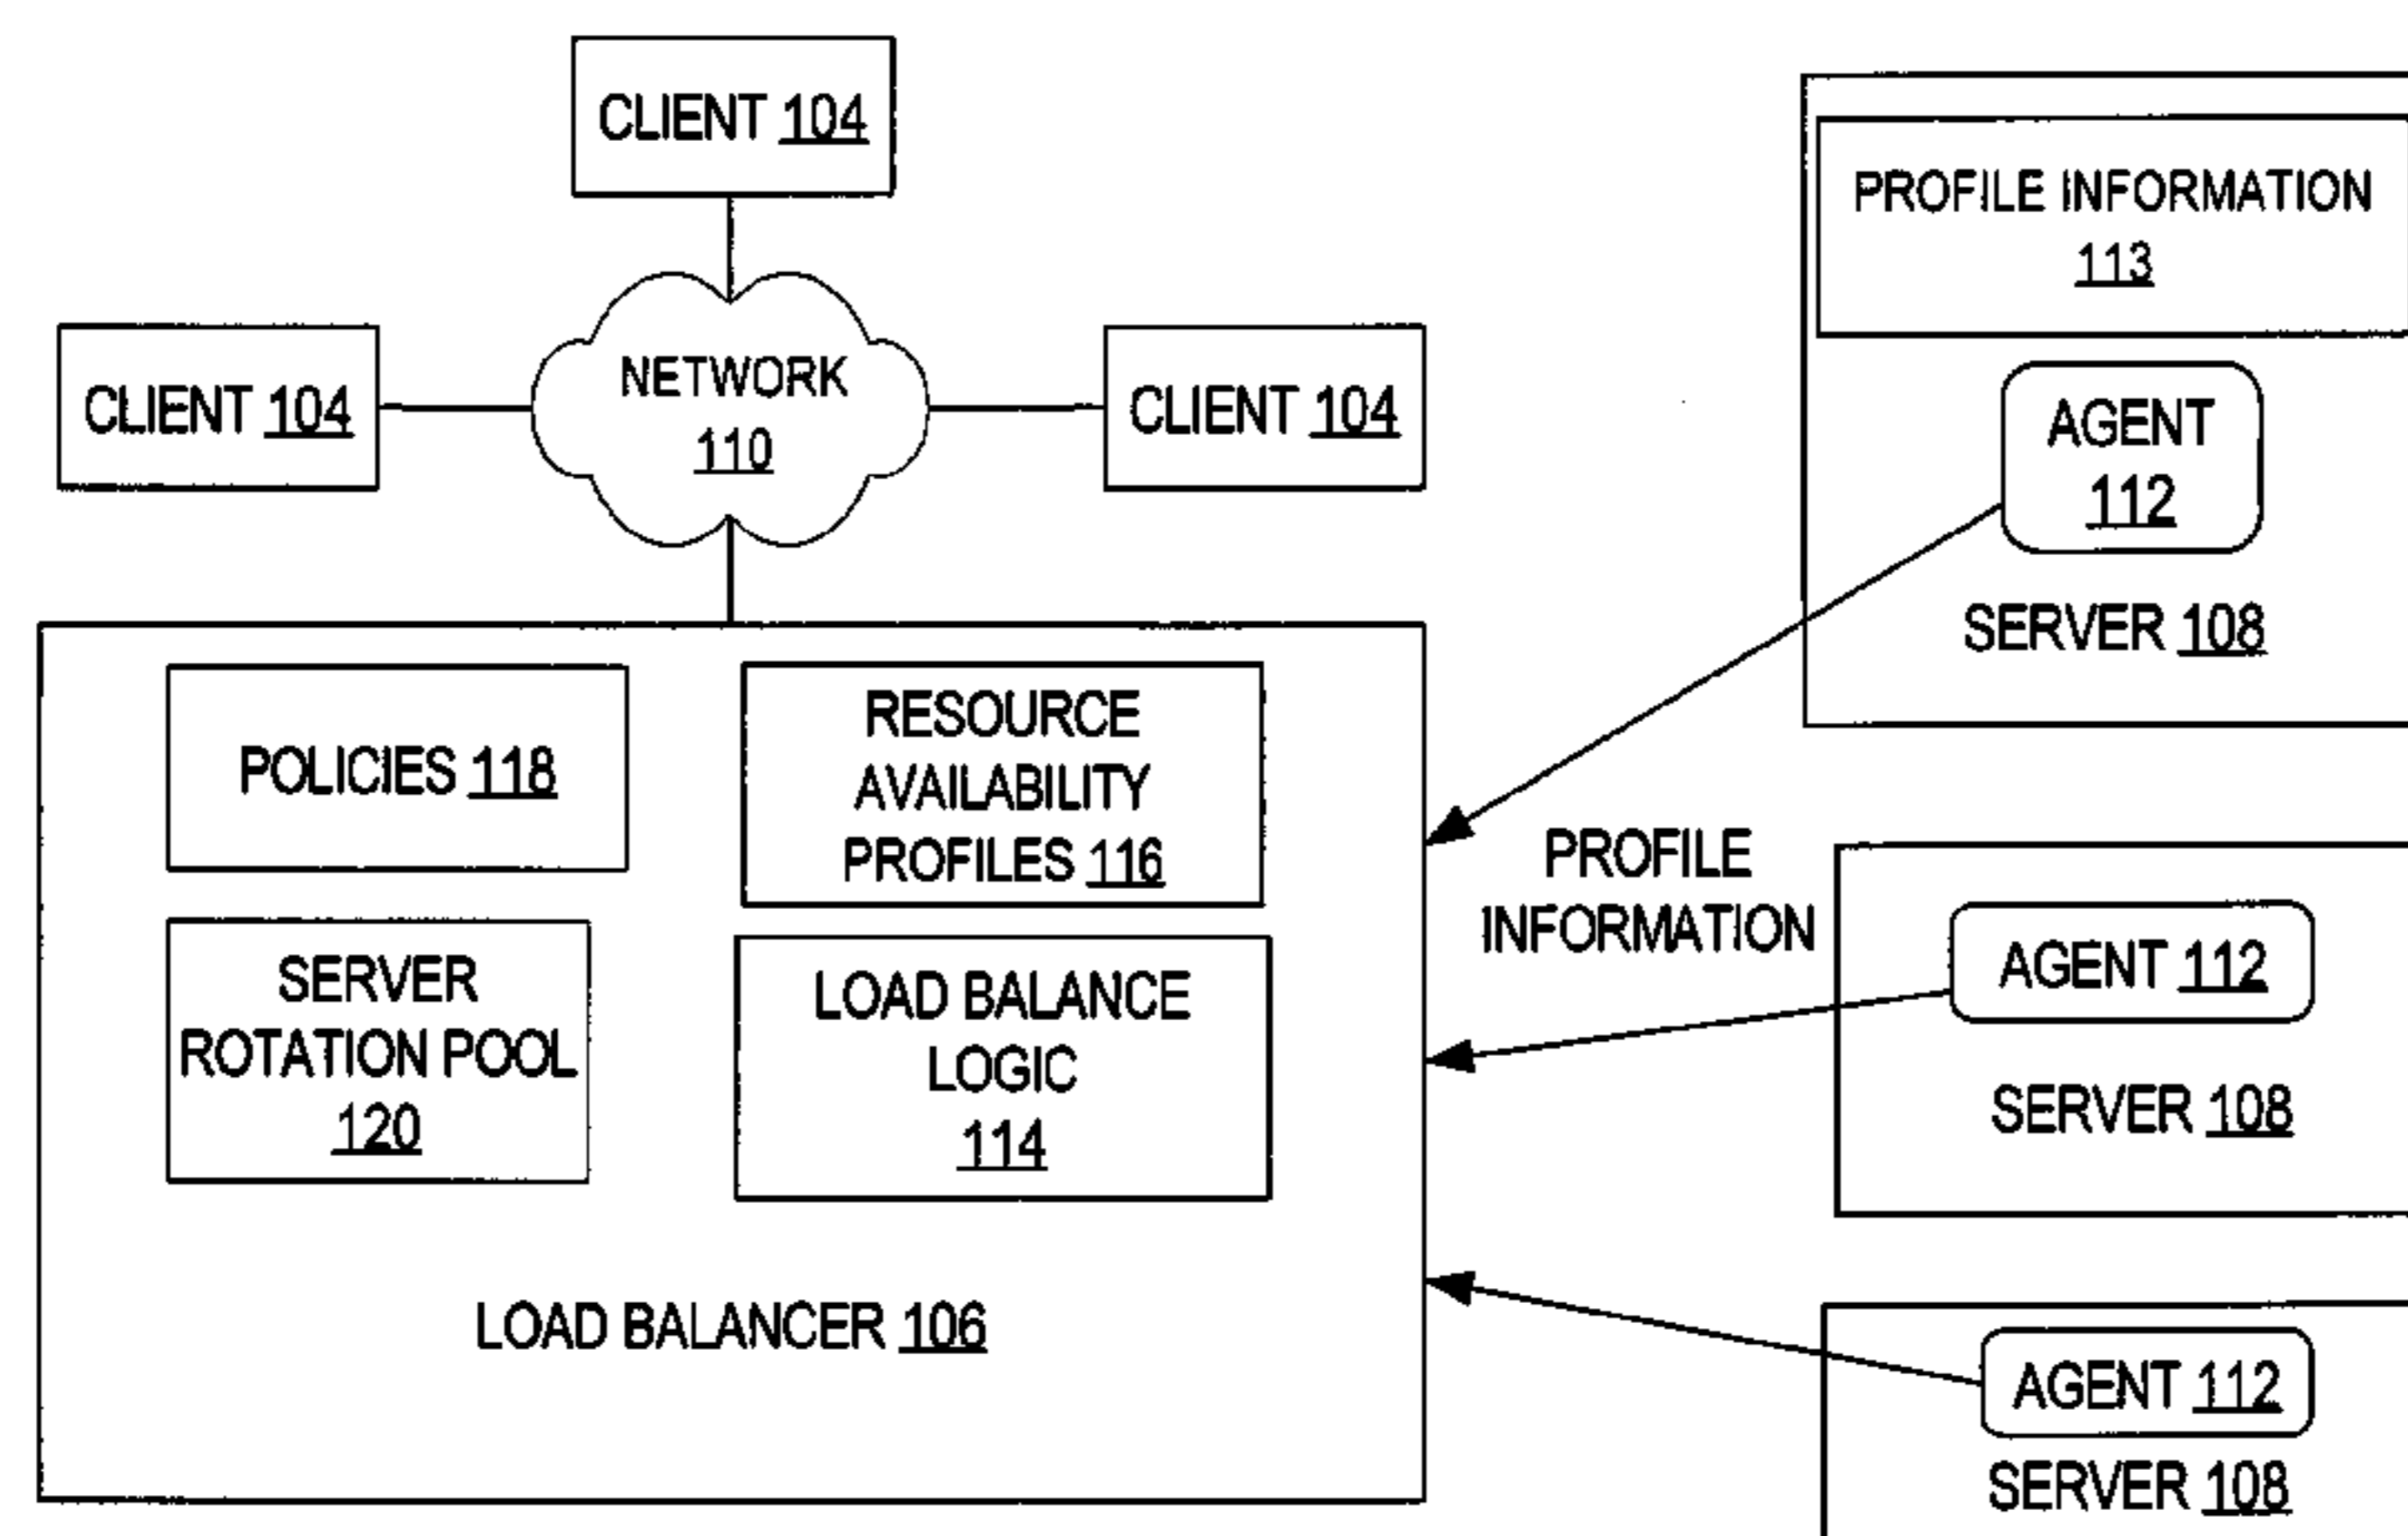 CLIENT 104
CLIENT 104
NETWORK
110
CLIENT 104
POLICIES 118
RESOURCE
AVAILABILITY
PROFILES 116
SERVER
ROTATION POOL
120
LOAD BALANCE
LOGIC
114
LOAD BALANCER 106
PROFILE
INFORMATION
PROFILE INFORMATION
113
AGENT
112
SERVER 108
AGENT 112
SERVER 108
AGENT 112
SERVER 108